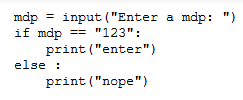 mdp = input("Enter a mdp: ")
if mdp == "123":
    print("enter")
else :
    print("nope")